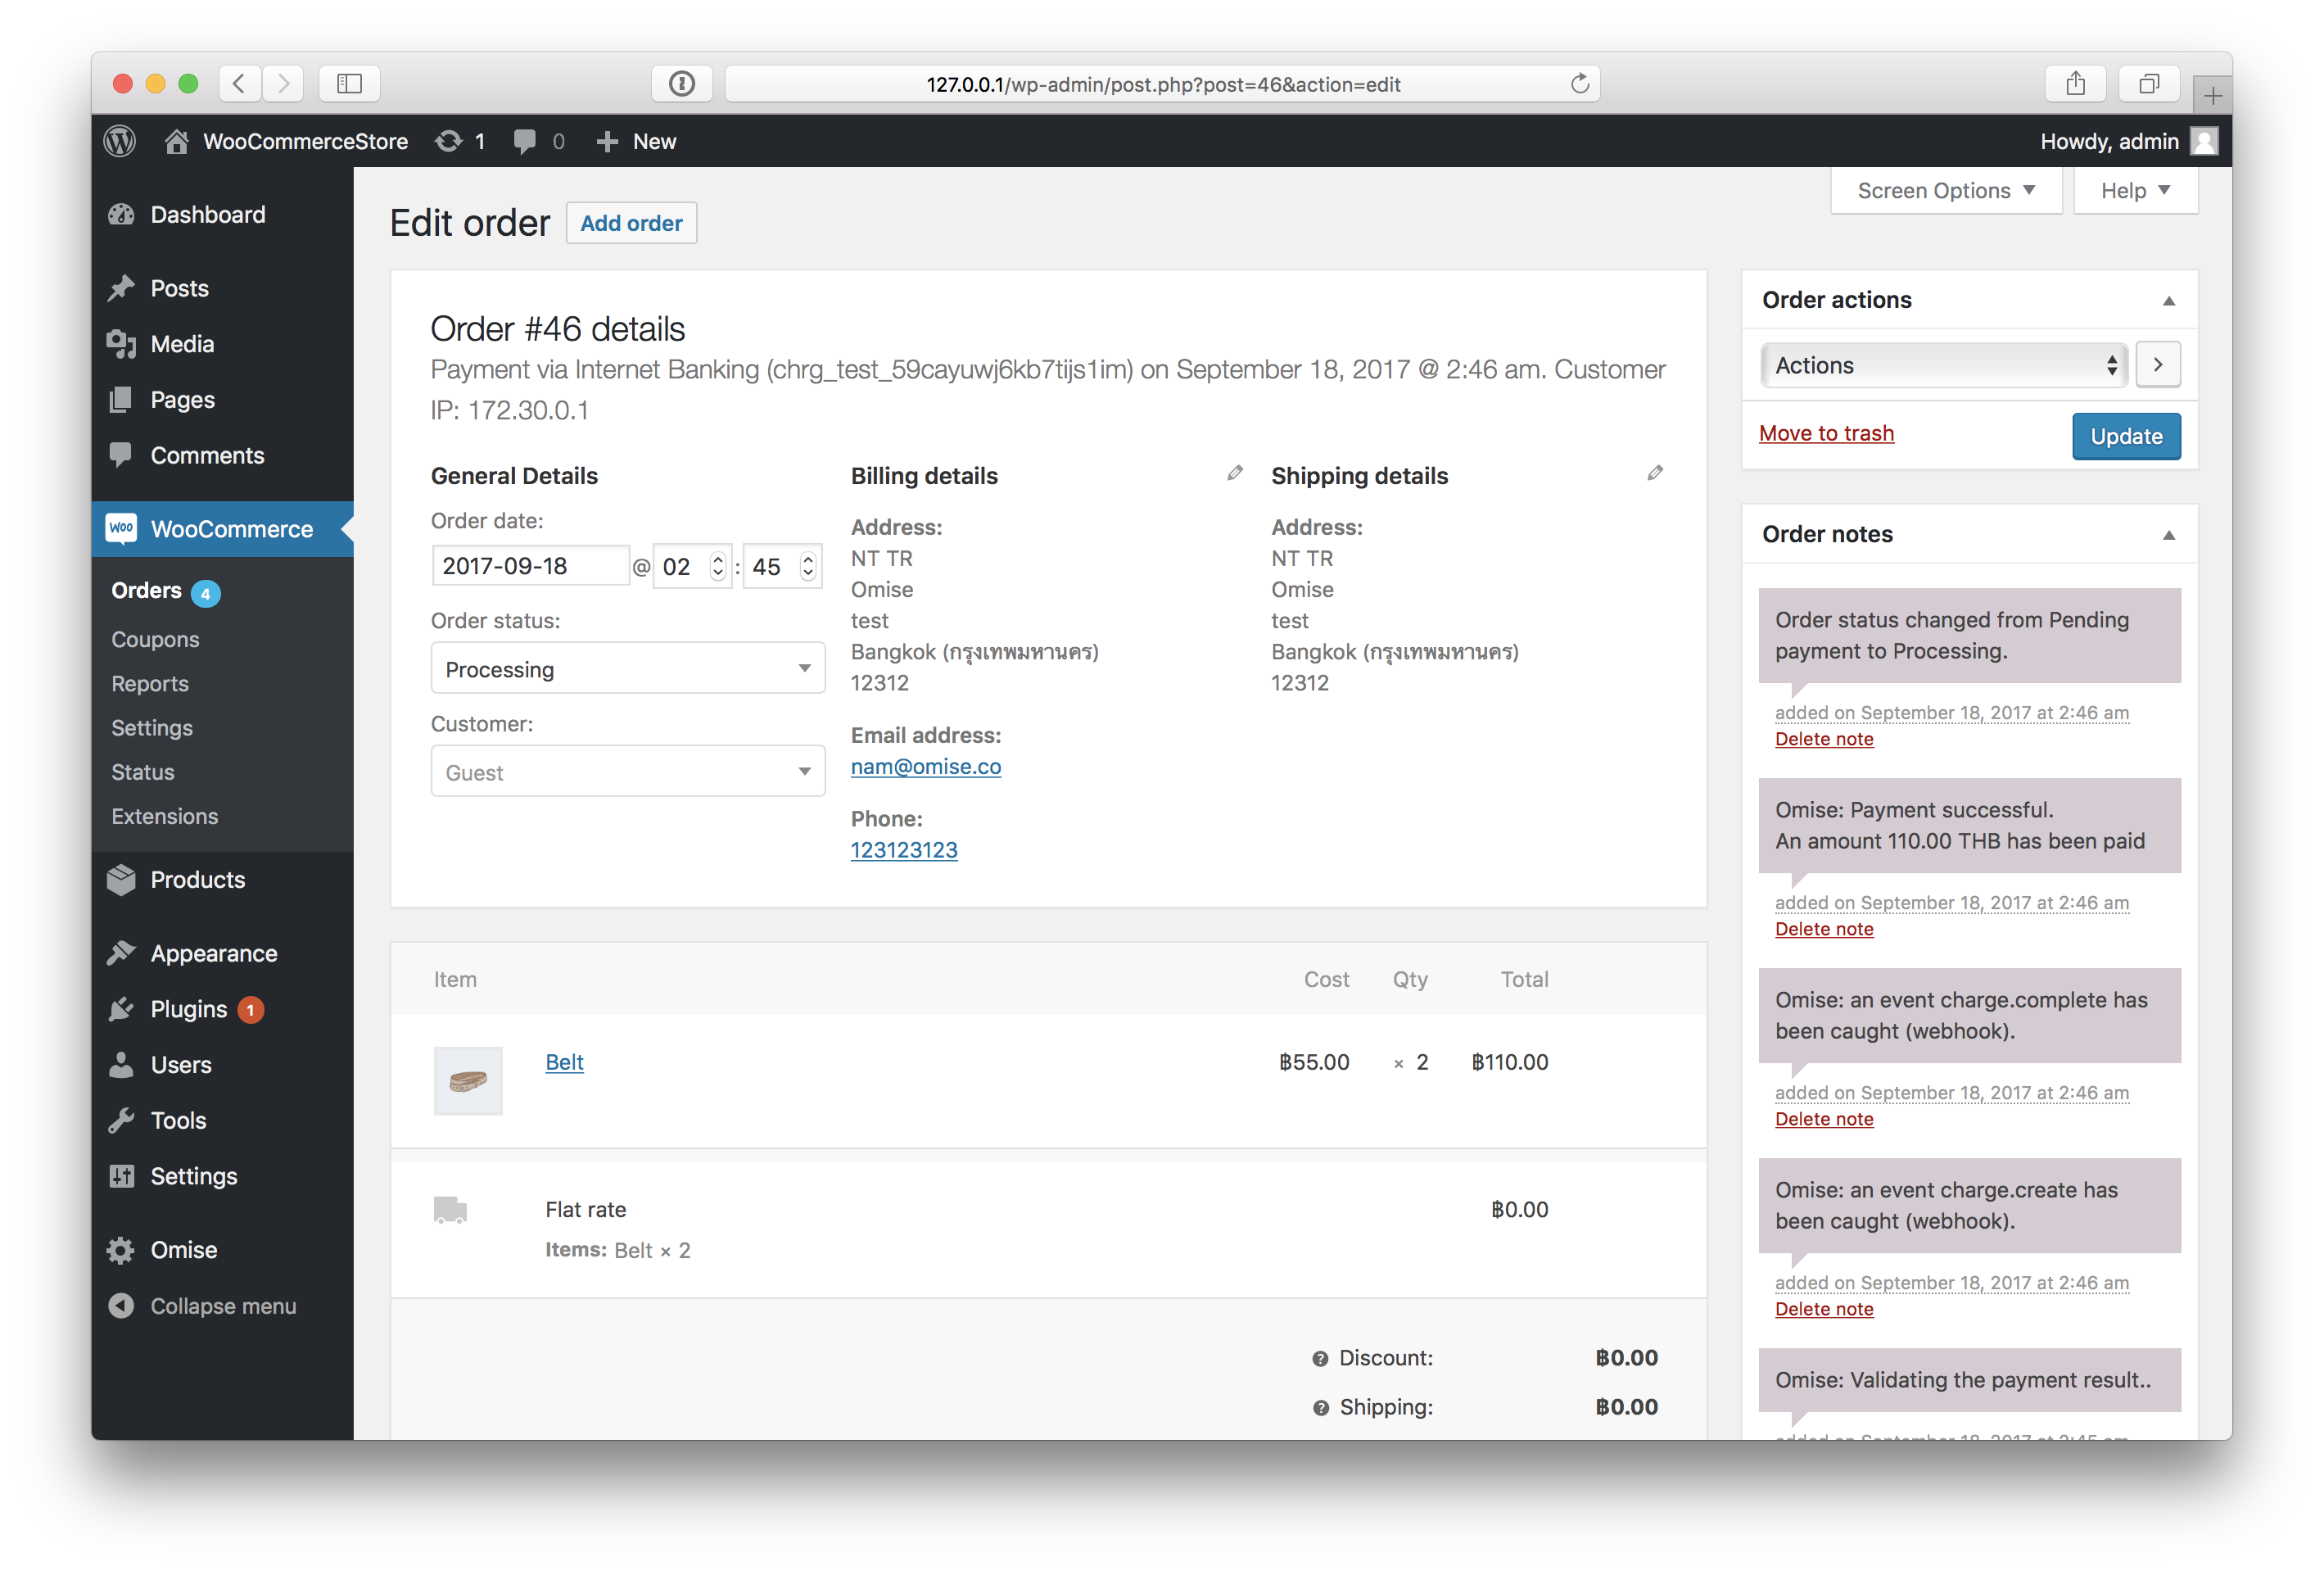 127.0.0.1/wp-admin/post.php?post=46&action=edit
WooCommerceStore 1 0 New
Howdy, admin
Screen Options
Help
Dashboard
Posts
Media
Pages
Comments
WooCommerce
Orders 4
Coupons
Reports
Settings
Status
Extensions
Products
Appearance
Plugins 1
Users
Tools
Settings
Omise
Collapse menu
Edit order
Add order
Order #46 details
Payment via Internet Banking (chrg_test_59cayuwj6kb7tijs1im) on September 18, 2017 @ 2:46 am. Customer
IP: 172.30.0.1
General Details
Order date:
2017-09-18 @ 02 : 45
Order status:
Processing
Customer:
Guest
Billing details
Address:
NT TR
Omise
test
Bangkok (กรุงเทพมหานคร)
12312
Email address:
nam@omise.co
Phone:
123123123
Shipping details
Address:
NT TR
Omise
test
Bangkok (กรุงเทพมหานคร)
12312
Item Cost Qty Total
Belt ฿55.00 × 2 ฿110.00
Flat rate ฿0.00
Items: Belt × 2
Discount: ฿0.00
Shipping: ฿0.00
Order actions
Actions
Move to trash
Update
Order notes
Order status changed from Pending
payment to Processing.
added on September 18, 2017 at 2:46 am
Delete note
Omise: Payment successful.
An amount 110.00 THB has been paid
added on September 18, 2017 at 2:46 am
Delete note
Omise: an event charge.complete has
been caught (webhook).
added on September 18, 2017 at 2:46 am
Delete note
Omise: an event charge.create has
been caught (webhook).
added on September 18, 2017 at 2:46 am
Delete note
Omise: Validating the payment result..
added on September 18, 2017 at 2:45 am